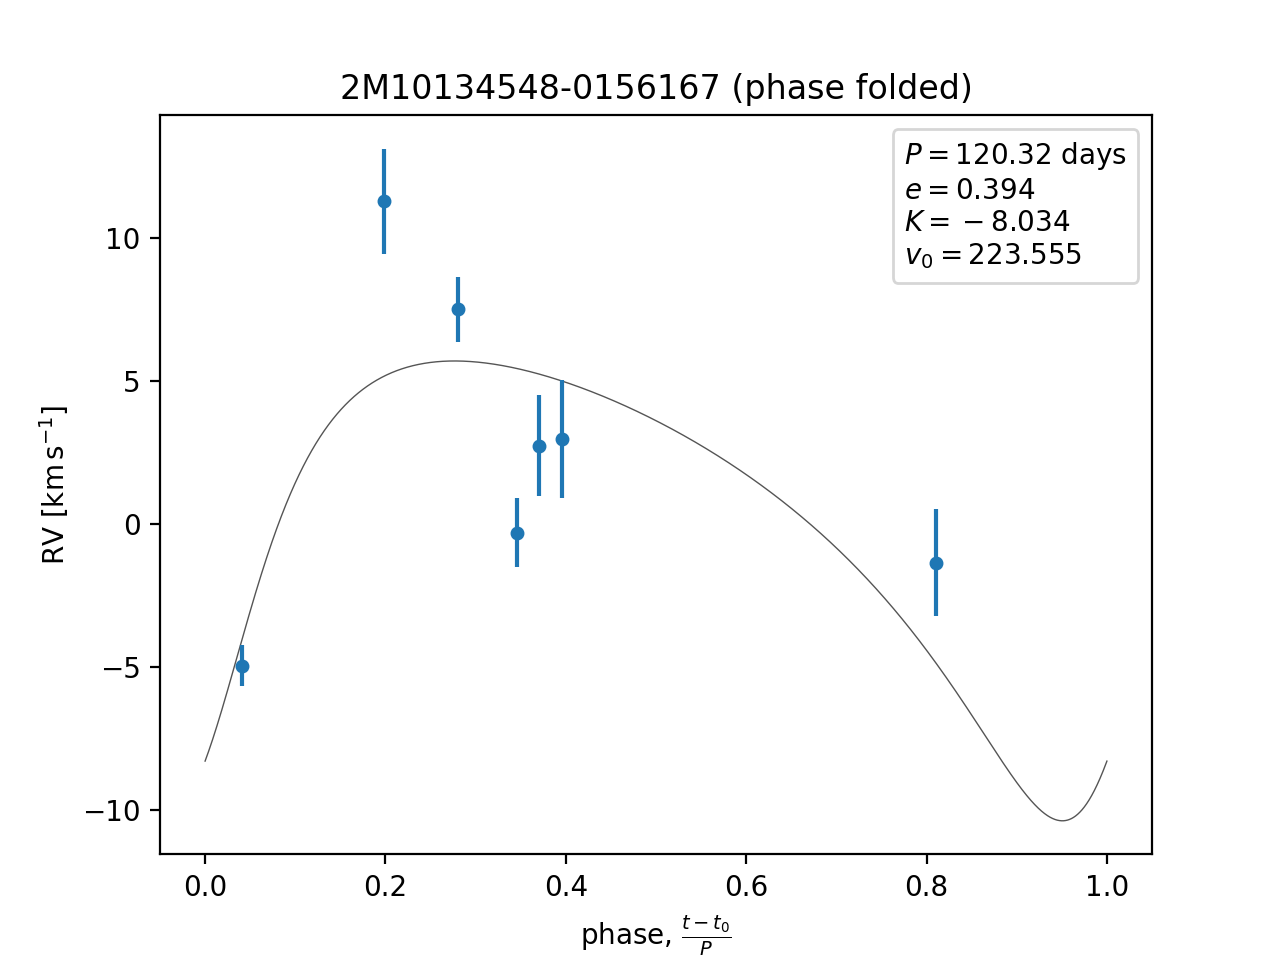 2M10134548-0156167 (phase folded)
P = 120.32 days
e = 0.394
K = −8.034
v₀ = 223.555
RV [km s⁻¹]
10
5
0
−5
−10
0.0 0.2 0.4 0.6 0.8 1.0
phase, (t − t₀)/P